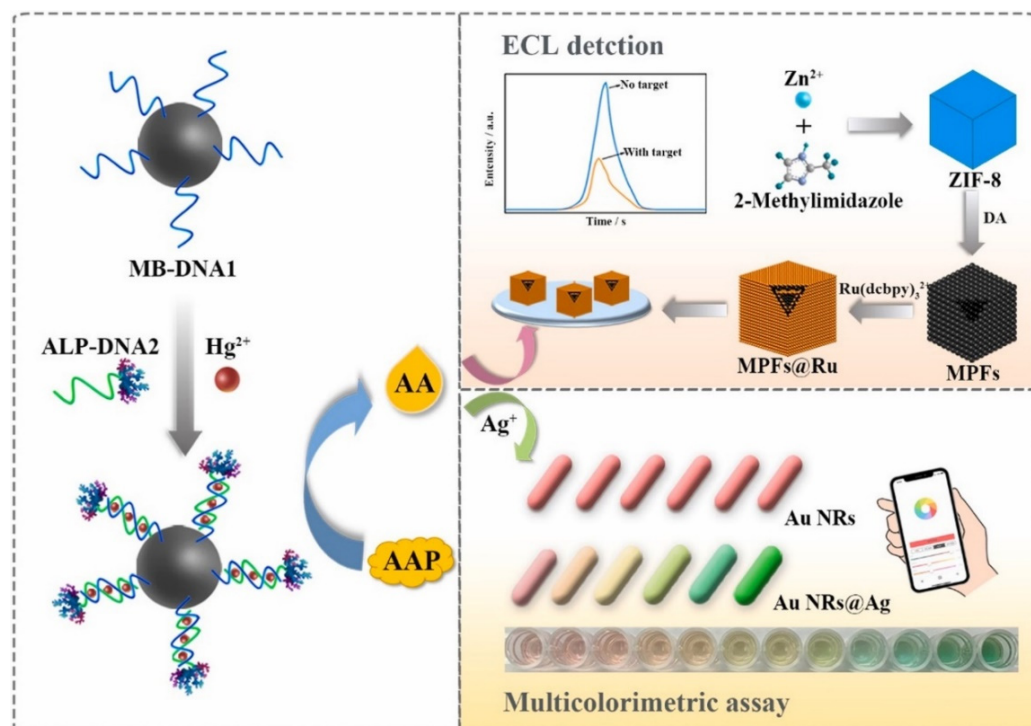 MB-DNA1
ALP-DNA2
Hg²⁺
AA
AAP
ECL detction
Entensity / a.u.
No target
With target
Time / s
Zn²⁺
+
2-Methylimidazole
ZIF-8
DA
MPFs
Ru(dcbpy)₃²⁺
MPFs@Ru
Ag⁺
Au NRs
Au NRs@Ag
Multicolorimetric assay